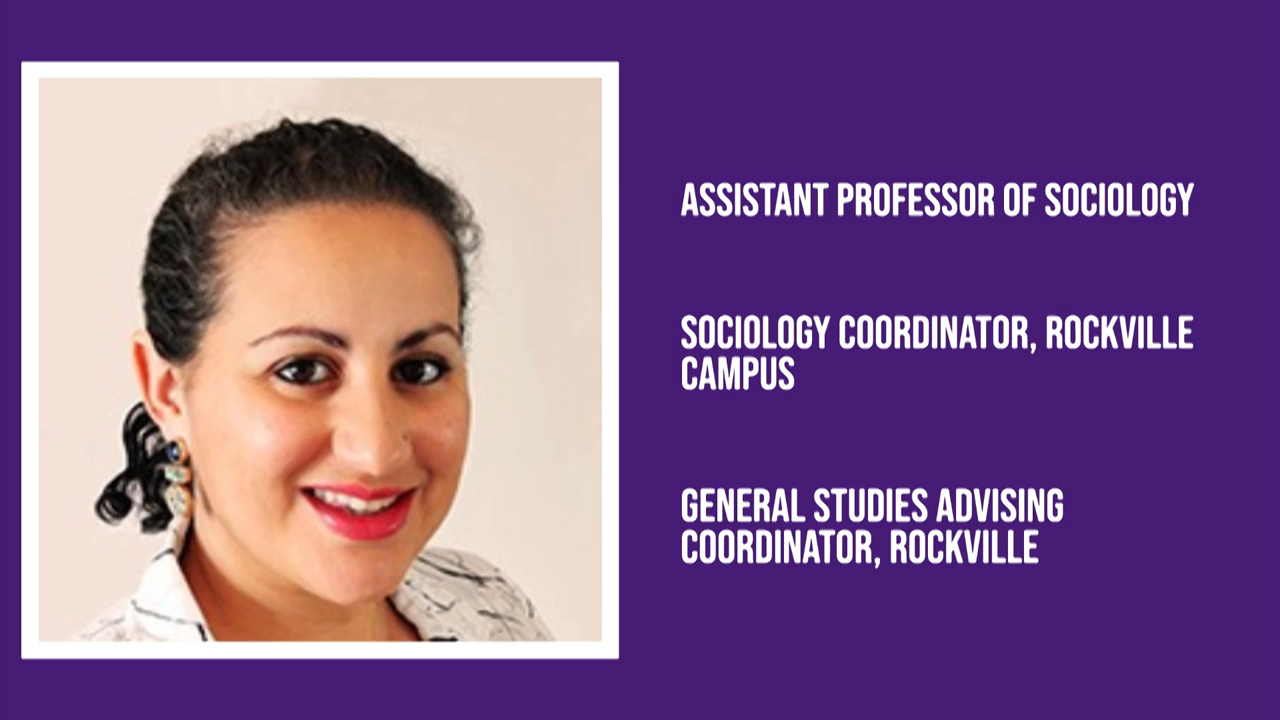 ASSISTANT PROFESSOR OF SOCIOLOGY
SOCIOLOGY COORDINATOR, ROCKVILLE
CAMPUS
GENERAL STUDIES ADVISING
COORDINATOR, ROCKVILLE